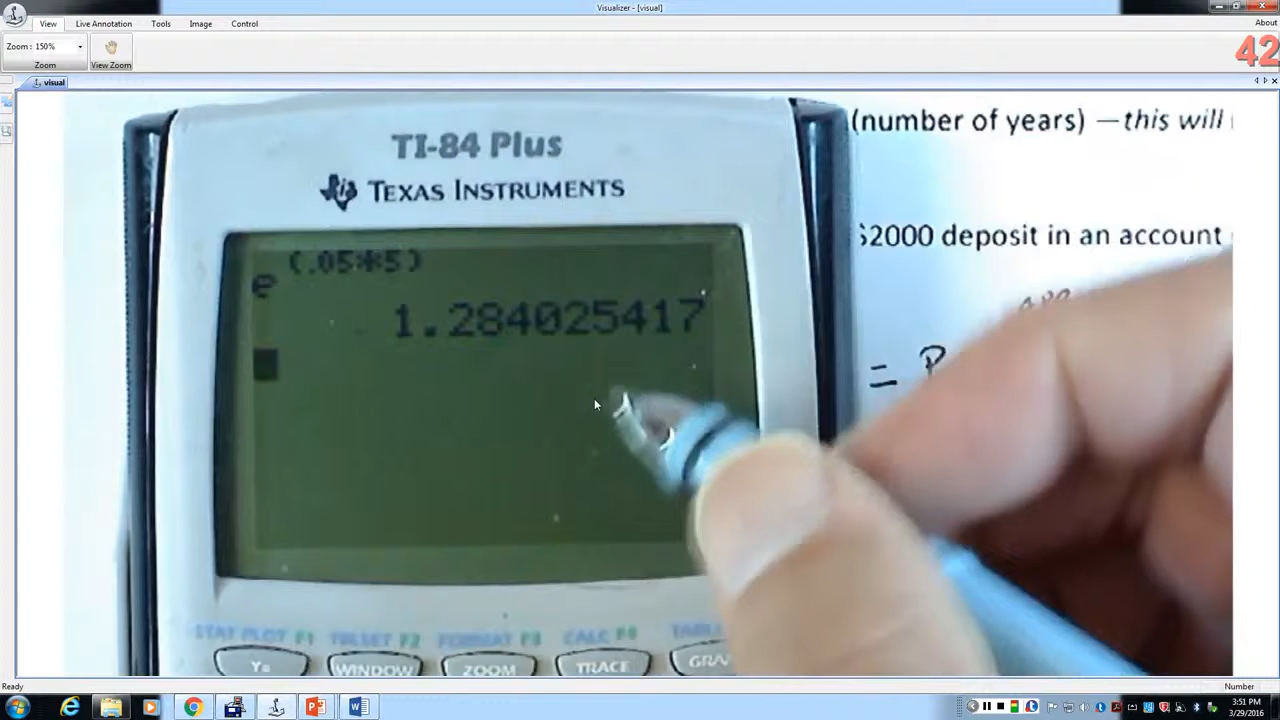 Visualizer - [visual]
View Live Annotation Tools Image Control About
Zoom : 150%
Zoom View Zoom
42
visual
TI-84 Plus
TEXAS INSTRUMENTS
(number of years) —this will
$2000 deposit in an account
= P
e^(.05*5)
1.284025417
STAT PLOT F1 TBLSET F2 FORMAT F3 CALC F4 TABL
Y= WINDOW ZOOM TRACE GRA
Ready Number
3:51 PM
3/29/2016